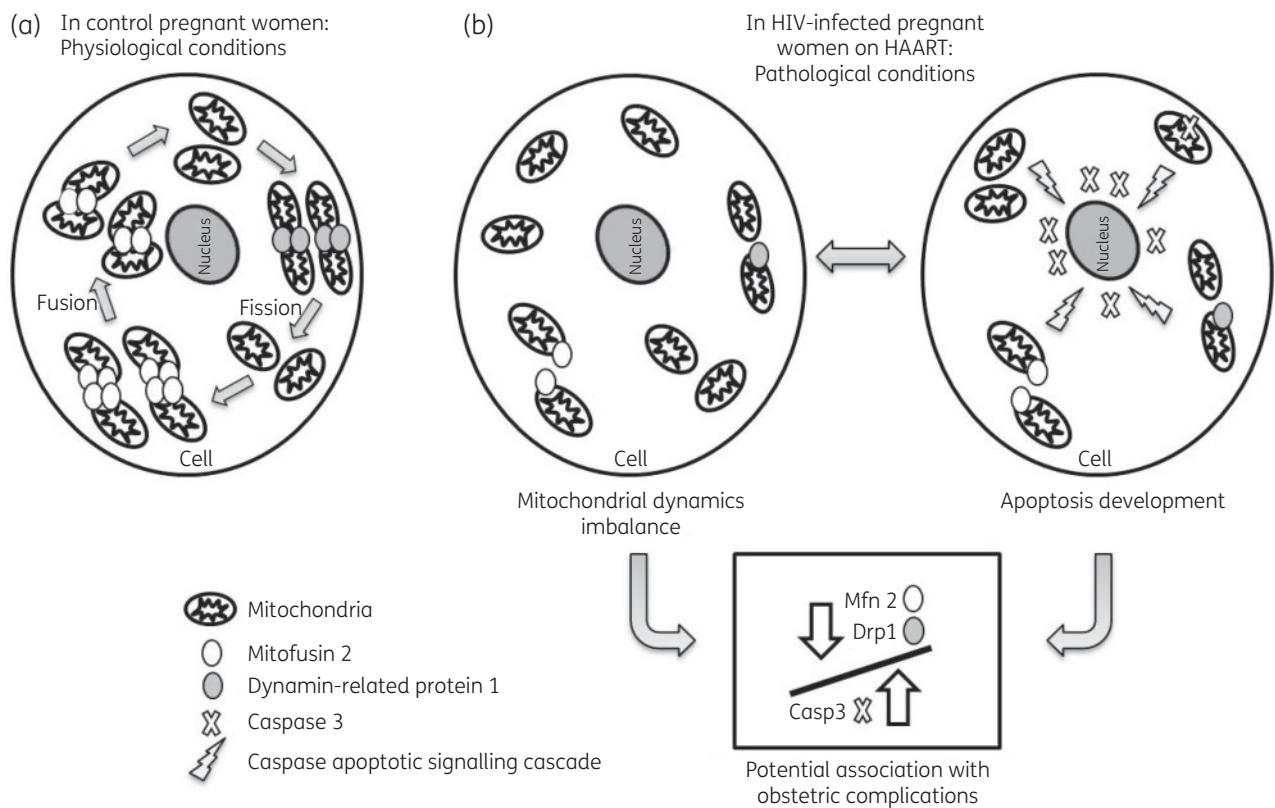 (a) In control pregnant women:
Physiological conditions
(b) In HIV-infected pregnant
women on HAART:
Pathological conditions
Nucleus
Fusion
Fission
Cell
Nucleus
Cell
Nucleus
Cell
Mitochondrial dynamics
imbalance
Apoptosis development
Mitochondria
Mitofusin 2
Dynamin-related protein 1
Caspase 3
Caspase apoptotic signalling cascade
Mfn 2
Drp1
Casp3
Potential association with
obstetric complications